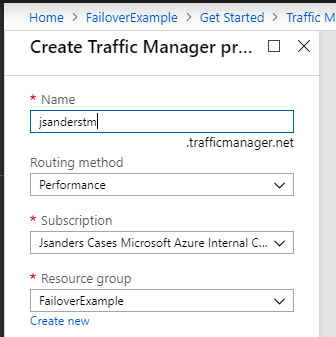 Home > FailoverExample > Get Started > Traffic M
Create Traffic Manager pr...
* Name
jsanderstm
.trafficmanager.net
Routing method
Performance
* Subscription
Jsanders Cases Microsoft Azure Internal C...
* Resource group
FailoverExample
Create new